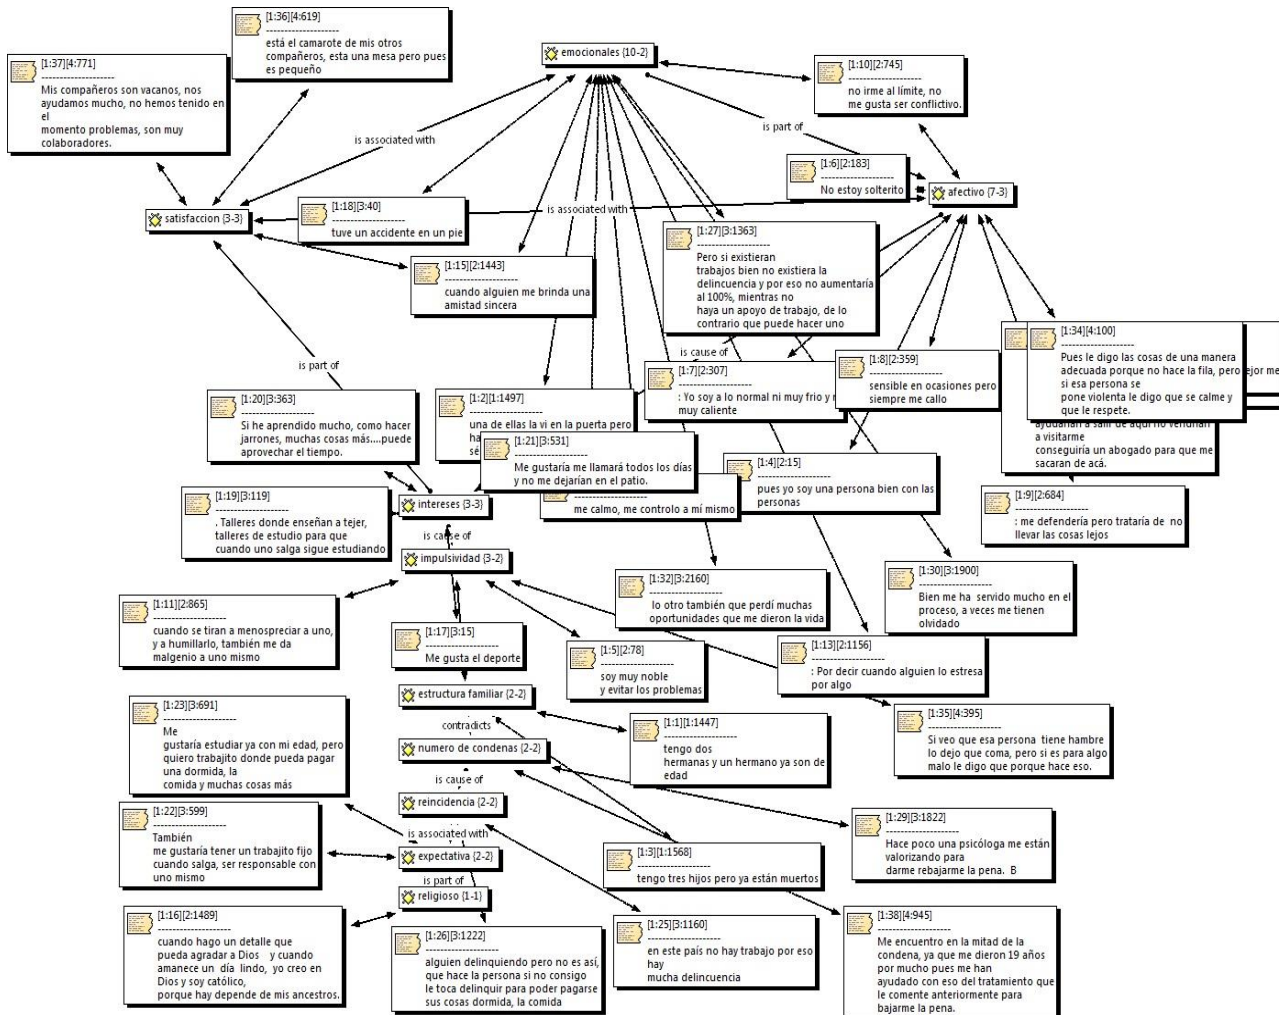 [1:36][4:619]
está el camarote de mis otros
compañeros, esta una mesa pero pues
es pequeño
[1:37][4:771]
Mis compañeros son vacanos, nos
ayudamos mucho, no hemos tenido en
el
momento problemas, son muy
colaboradores.
emocionales {10-2}
[1:10][2:745]
no irme al límite, no
me gusta ser conflictivo.
is associated with
is part of
[1:6][2:183]
No estoy solterito
afectivo {7-3}
satisfaccion {3-3}
[1:18][3:40]
tuve un accidente en un pie
is associated with
[1:27][3:1363]
Pero si existieran
trabajos bien no existiera la
delincuencia y por eso no aumentaría
al 100%, mientras no
haya un apoyo de trabajo, de lo
contrario que puede hacer uno
[1:15][2:1443]
cuando alguien me brinda una
amistad sincera
[1:34][4:100]
Pues le digo las cosas de una manera
adecuada porque no hace la fila, pero
si esa persona se
pone violenta le digo que se calme y
que le respete.
ejor me
ayudarían a salir de aquí no vendrían
a visitarme
conseguiría un abogado para que me
sacaran de acá.
is part of
is cause of
[1:7][2:307]
: Yo soy a lo normal ni muy frio y
muy caliente
[1:8][2:359]
sensible en ocasiones pero
siempre me callo
[1:20][3:363]
Si he aprendido mucho, como hacer
jarrones, muchas cosas más....puede
aprovechar el tiempo.
[1:2][1:1497]
una de ellas la vi en la puerta pero
ha
sé
[1:21][3:531]
Me gustaría me llamará todos los días
y no me dejarían en el patio.
me calmo, me controlo a mí mismo
[1:4][2:15]
pues yo soy una persona bien con las
personas
[1:9][2:684]
: me defendería pero trataría de no
llevar las cosas lejos
[1:19][3:119]
. Talleres donde enseñan a tejer,
talleres de estudio para que
cuando uno salga sigue estudiando
intereses {3-3}
is cause of
impulsividad {3-2}
[1:30][3:1900]
Bien me ha servido mucho en el
proceso, a veces me tienen
olvidado
[1:32][3:2160]
lo otro también que perdí muchas
oportunidades que me dieron la vida
[1:11][2:865]
cuando se tiran a menospreciar a uno,
y a humillarlo, también me da
malgenio a uno mismo
[1:17][3:15]
Me gusta el deporte
[1:5][2:78]
soy muy noble
y evitar los problemas
[1:13][2:1156]
: Por decir cuando alguien lo estresa
por algo
estructura familiar {2-2}
[1:23][3:691]
Me
gustaría estudiar ya con mi edad, pero
quiero trabajito donde pueda pagar
una dormida, la
comida y muchas cosas más
contradicts
[1:1][1:1447]
tengo dos
hermanas y un hermano ya son de
edad
[1:35][4:395]
Si veo que esa persona tiene hambre
lo dejo que coma, pero si es para algo
malo le digo que porque hace eso.
numero de condenas {2-2}
is cause of
reincidencia {2-2}
[1:22][3:599]
También
me gustaría tener un trabajito fijo
cuando salga, ser responsable con
uno mismo
is associated with
expectativa {2-2}
[1:29][3:1822]
Hace poco una psicóloga me están
valorizando para
darme rebajarme la pena. B
[1:3][1:1568]
tengo tres hijos pero ya están muertos
is part of
religioso {1-1}
[1:16][2:1489]
cuando hago un detalle que
pueda agradar a Dios y cuando
amanece un día lindo, yo creo en
Dios y soy católico,
porque hay depende de mis ancestros.
[1:26][3:1222]
alguien delinquiendo pero no es así,
que hace la persona si no consigo
le toca delinquir para poder pagarse
sus cosas dormida, la comida
[1:25][3:1160]
en este país no hay trabajo por eso
hay
mucha delincuencia
[1:38][4:945]
Me encuentro en la mitad de la
condena, ya que me dieron 19 años
por mucho pues me han
ayudado con eso del tratamiento que
le comente anteriormente para
bajarme la pena.